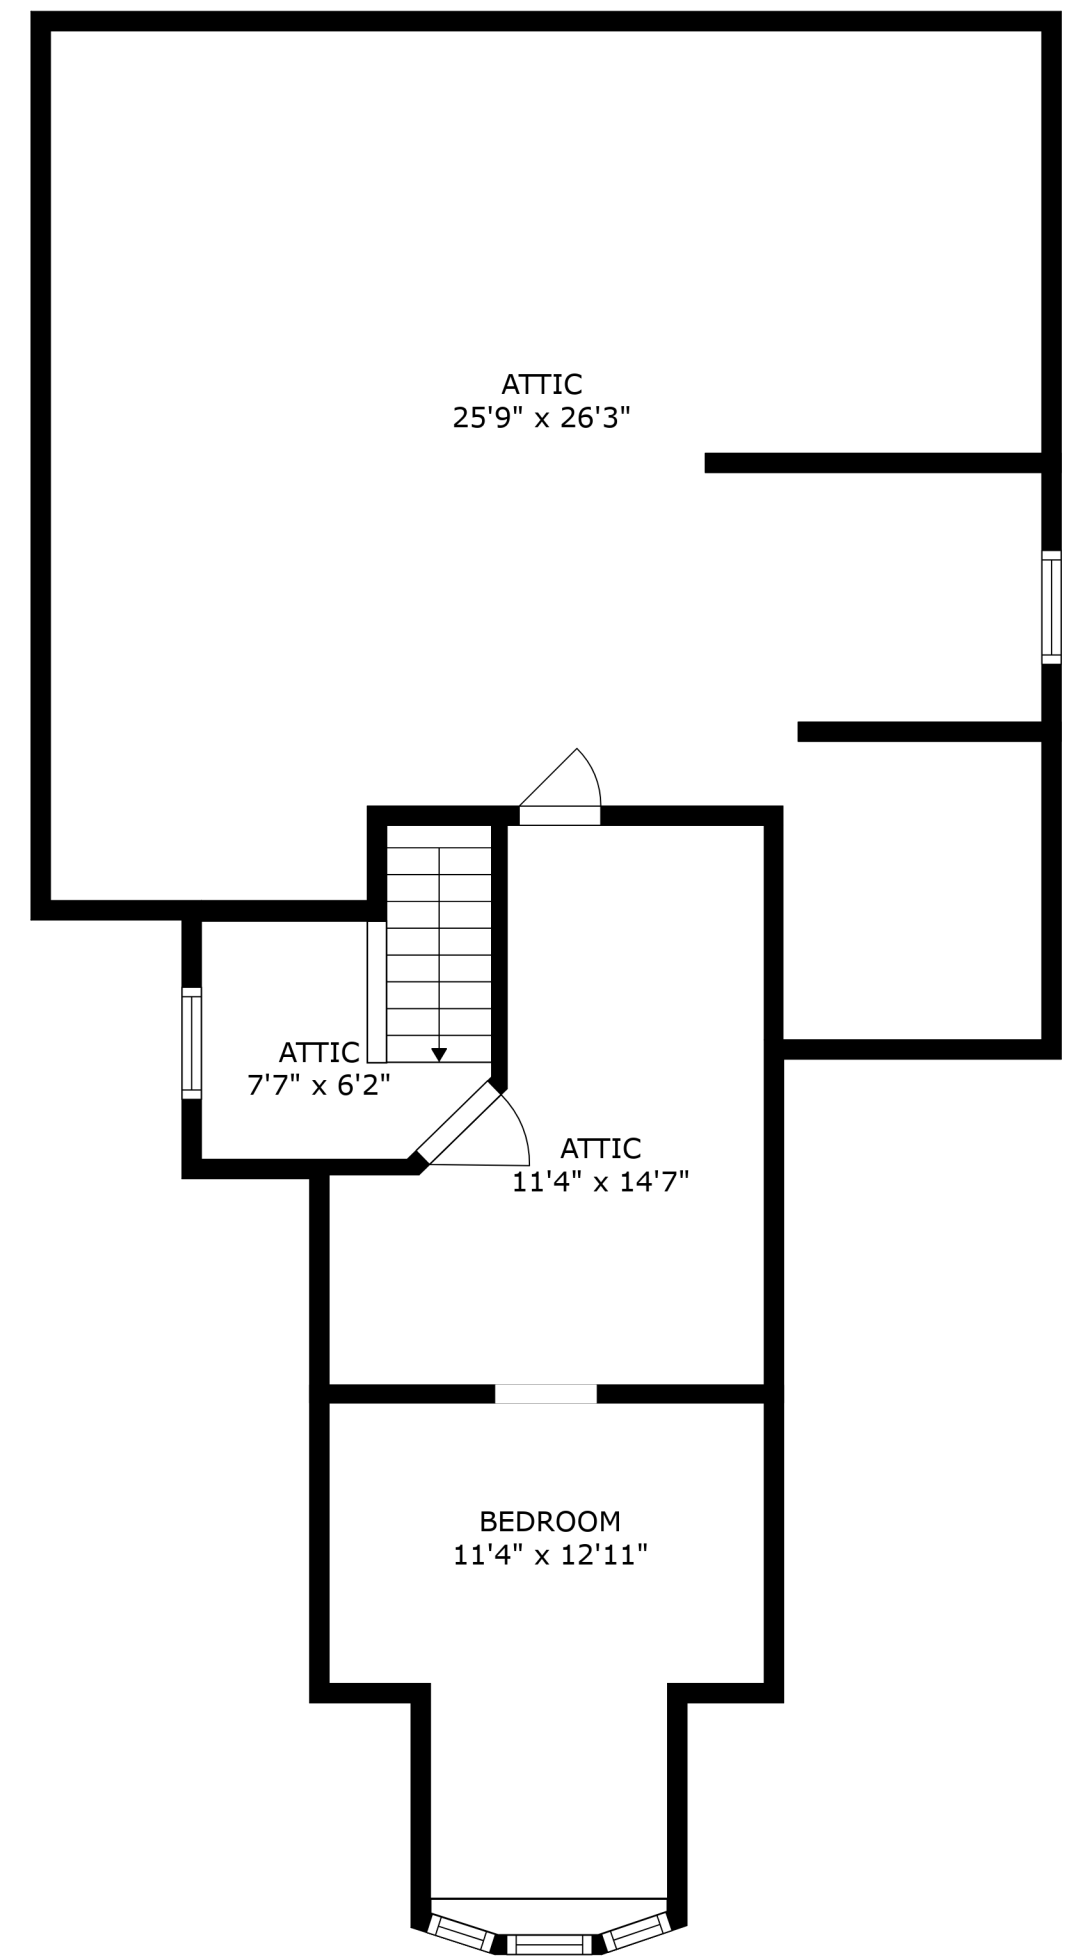 ATTIC
25'9" x 26'3"
ATTIC
7'7" x 6'2"
ATTIC
11'4" x 14'7"
BEDROOM
11'4" x 12'11"